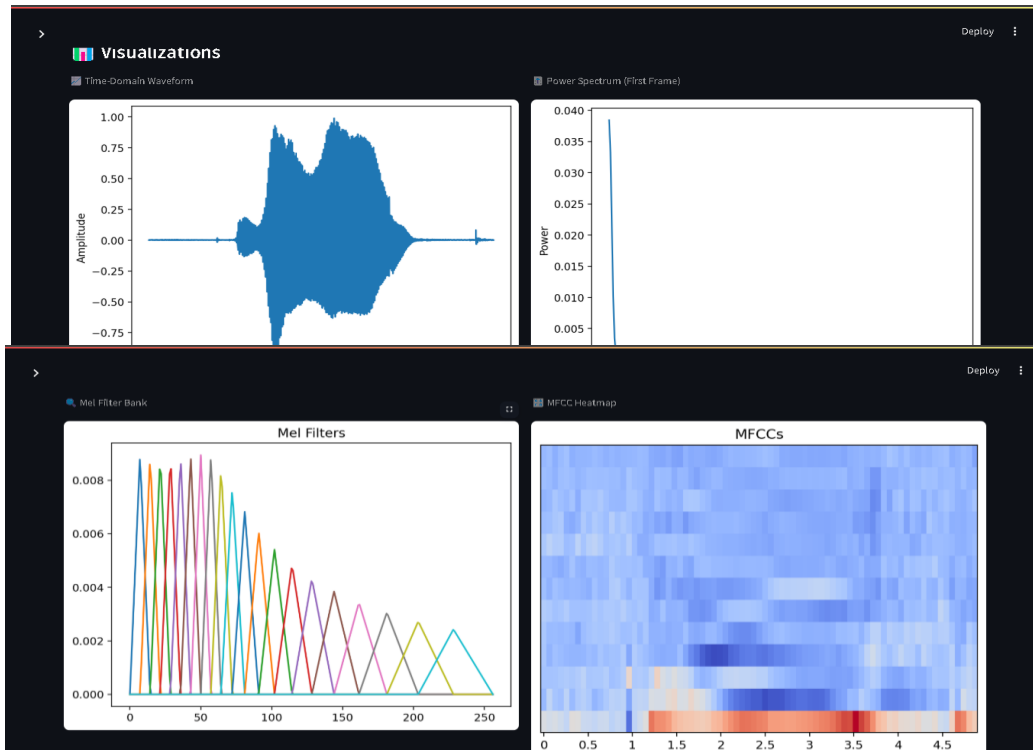 Deploy
Visualizations
Time-Domain Waveform
Power Spectrum (First Frame)
1.00
0.75
0.50
0.25
0.00
−0.25
−0.50
−0.75
Amplitude
0.040
0.035
0.030
0.025
0.020
0.015
0.010
0.005
Power
Deploy
Mel Filter Bank
MFCC Heatmap
Mel Filters
0.008
0.006
0.004
0.002
0.000
0 50 100 150 200 250
MFCCs
0 0.5 1 1.5 2 2.5 3 3.5 4 4.5